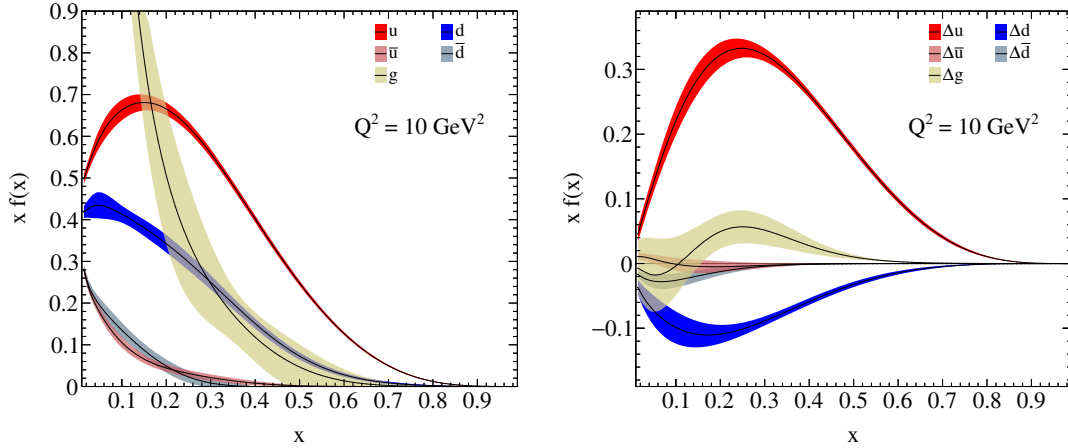 u d
ū d̅
g
Q² = 10 GeV²
x f(x)
0.9
0.8
0.7
0.6
0.5
0.4
0.3
0.2
0.1
0
0.1 0.2 0.3 0.4 0.5 0.6 0.7 0.8 0.9
x
Δu Δd
Δū Δd̅
Δg
Q² = 10 GeV²
x f(x)
0.3
0.2
0.1
0
−0.1
0.1 0.2 0.3 0.4 0.5 0.6 0.7 0.8 0.9
x